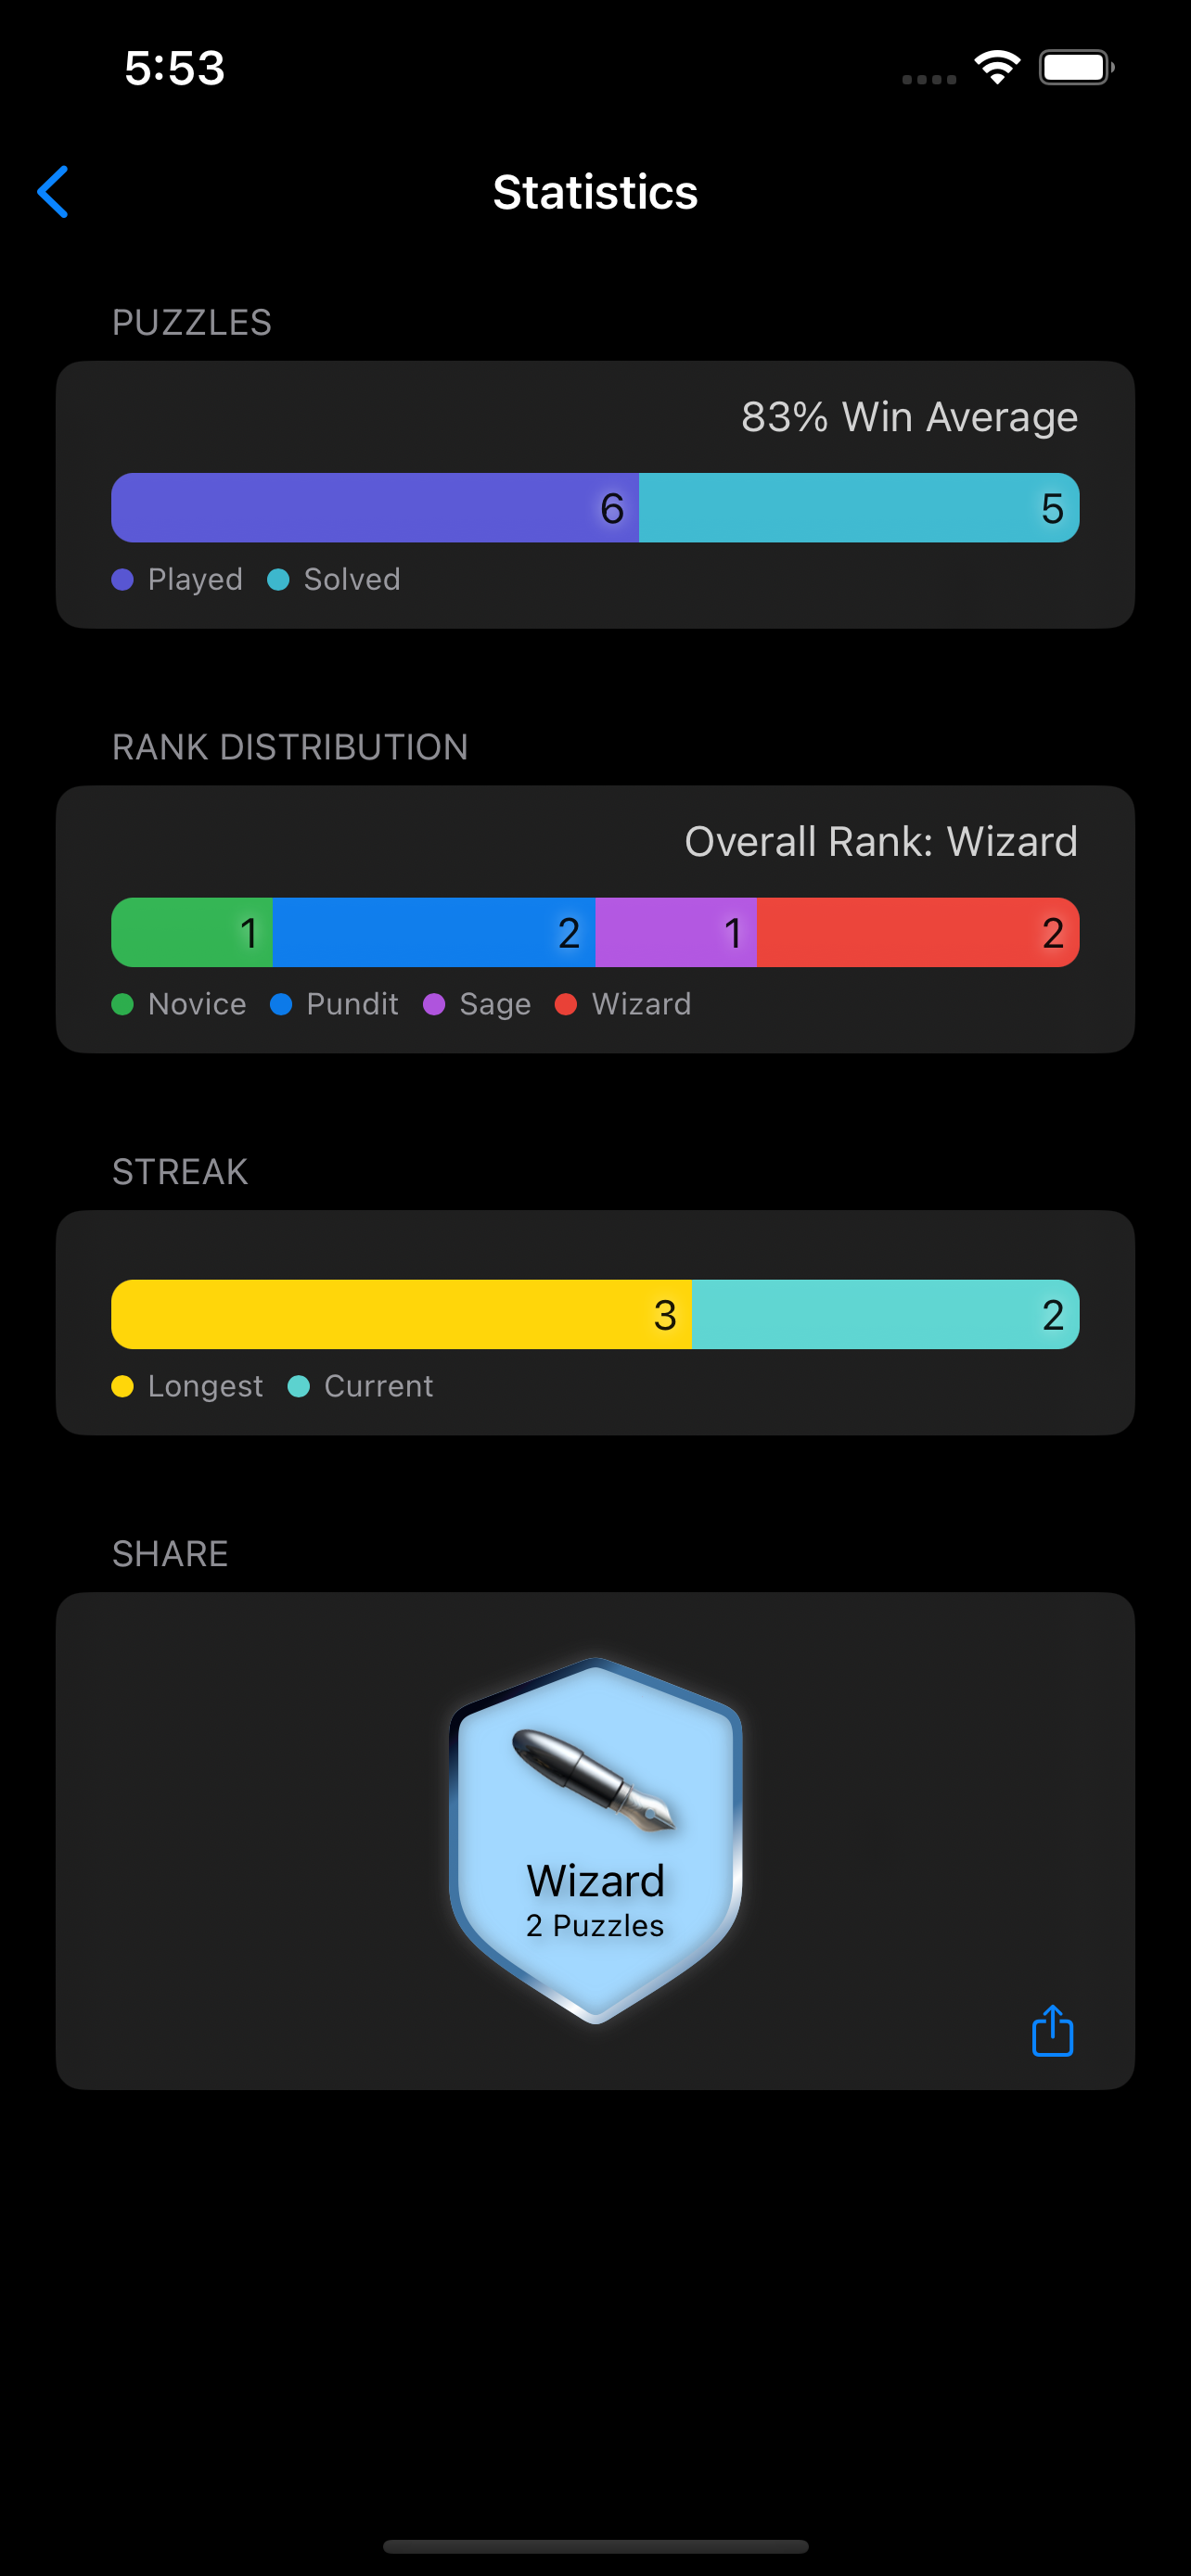 5:53
Statistics
PUZZLES
83% Win Average
6 5
Played Solved
RANK DISTRIBUTION
Overall Rank: Wizard
1 2 1 2
Novice Pundit Sage Wizard
STREAK
3 2
Longest Current
SHARE
Wizard
2 Puzzles